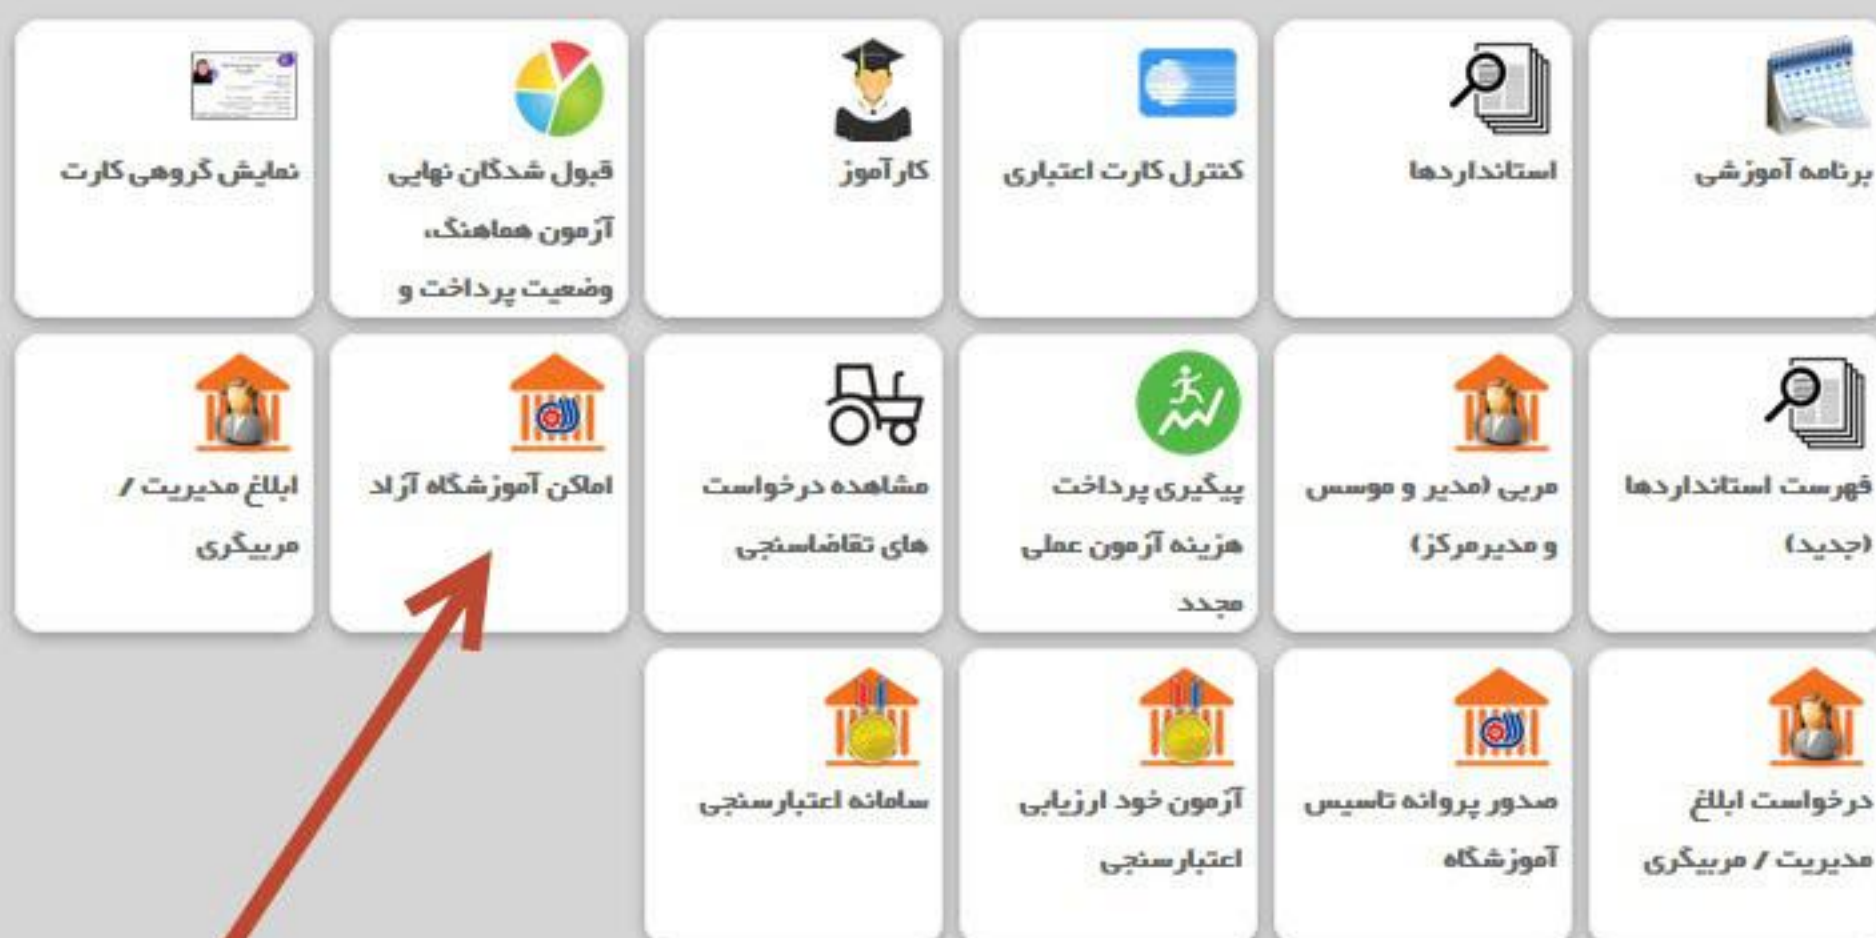 برنامه آموزشی
استانداردها
کنترل کارت اعتباری
کارآموز
قبول شدگان نهایی
آزمون هماهنگ،
وضعیت پرداخت و
نمایش گروهی کارت
فهرست استانداردها
(جدید)
مربی (مدیر و موسس
و مدیرمرکز)
پیگیری پرداخت
هزینه آزمون عملی
مجدد
مشاهده درخواست
های تقاضاسنجی
اماکن آموزشگاه آزاد
ابلاغ مدیریت /
مربیگری
درخواست ابلاغ
مدیریت / مربیگری
صدور پروانه تاسیس
آموزشگاه
آزمون خود ارزیابی
اعتبارسنجی
سامانه اعتبارسنجی